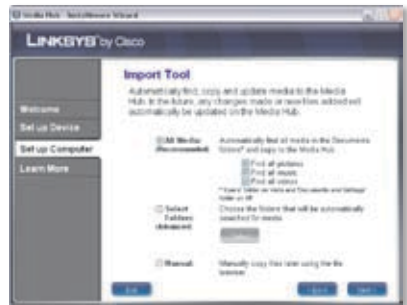 Media Hub - Installation Wizard
LINKSYS by Cisco
Import Tool
Automatically find, copy and update media to the Media
Hub. In the future, any changes made or new files added will
automatically be updated on the Media Hub.
Welcome
Set up Device
Set up Computer
Learn More
All Media
Recommended
Automatically find all media in the Documents
folders* and copy to the Media Hub.
Find all pictures
Find all music
Find all videos
Select
Folders
Advanced
Choose the folders that will be automatically
searched for media
Manual
Manually copy files later using the file
browser
Exit